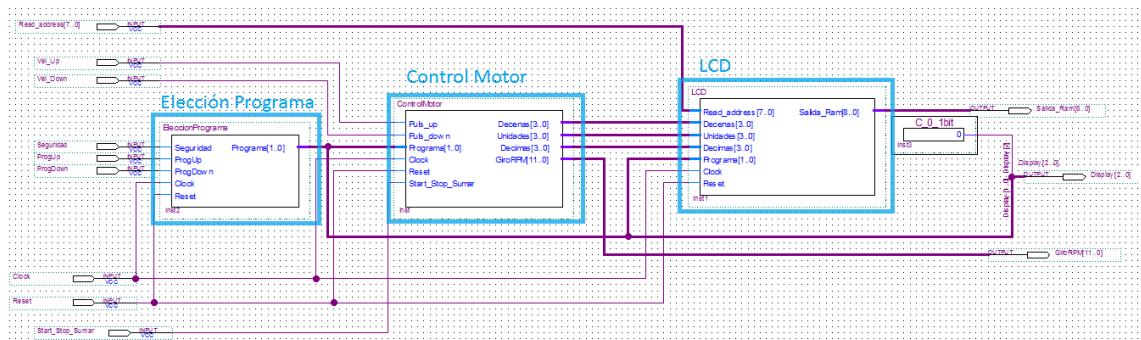 Read_address[7..0] INPUT VCC
Vel_Up INPUT VCC
Vel_Down INPUT VCC
Elección Programa
EleccionPrograma
Seguridad INPUT VCC
ProgUp INPUT VCC
ProgDown INPUT VCC
Seguridad Programa[1..0]
ProgUp
ProgDown
Clock
Reset
inst2
Control Motor
ControlMotor
Puls_up Decenas[3..0]
Puls_down Unidades[3..0]
Programa[1..0] Decimas[3..0]
Clock GiroRPM[11..0]
Reset
Start_Stop_Sumar
inst
LCD
LCD
Read_address[7..0] Salida_Ram[8..0]
Decenas[3..0]
Unidades[3..0]
Decimas[3..0]
Programa[1..0]
Clock
Reset
inst1
OUTPUT Salida_Ram[8..0]
C_0_1bit
0
inst3
Display[2..0]
OUTPUT Display[2..0]
Display[1..0], Display[2]
OUTPUT GiroRPM[11..0]
Clock INPUT VCC
Reset INPUT VCC
Start_Stop_Sumar INPUT VCC